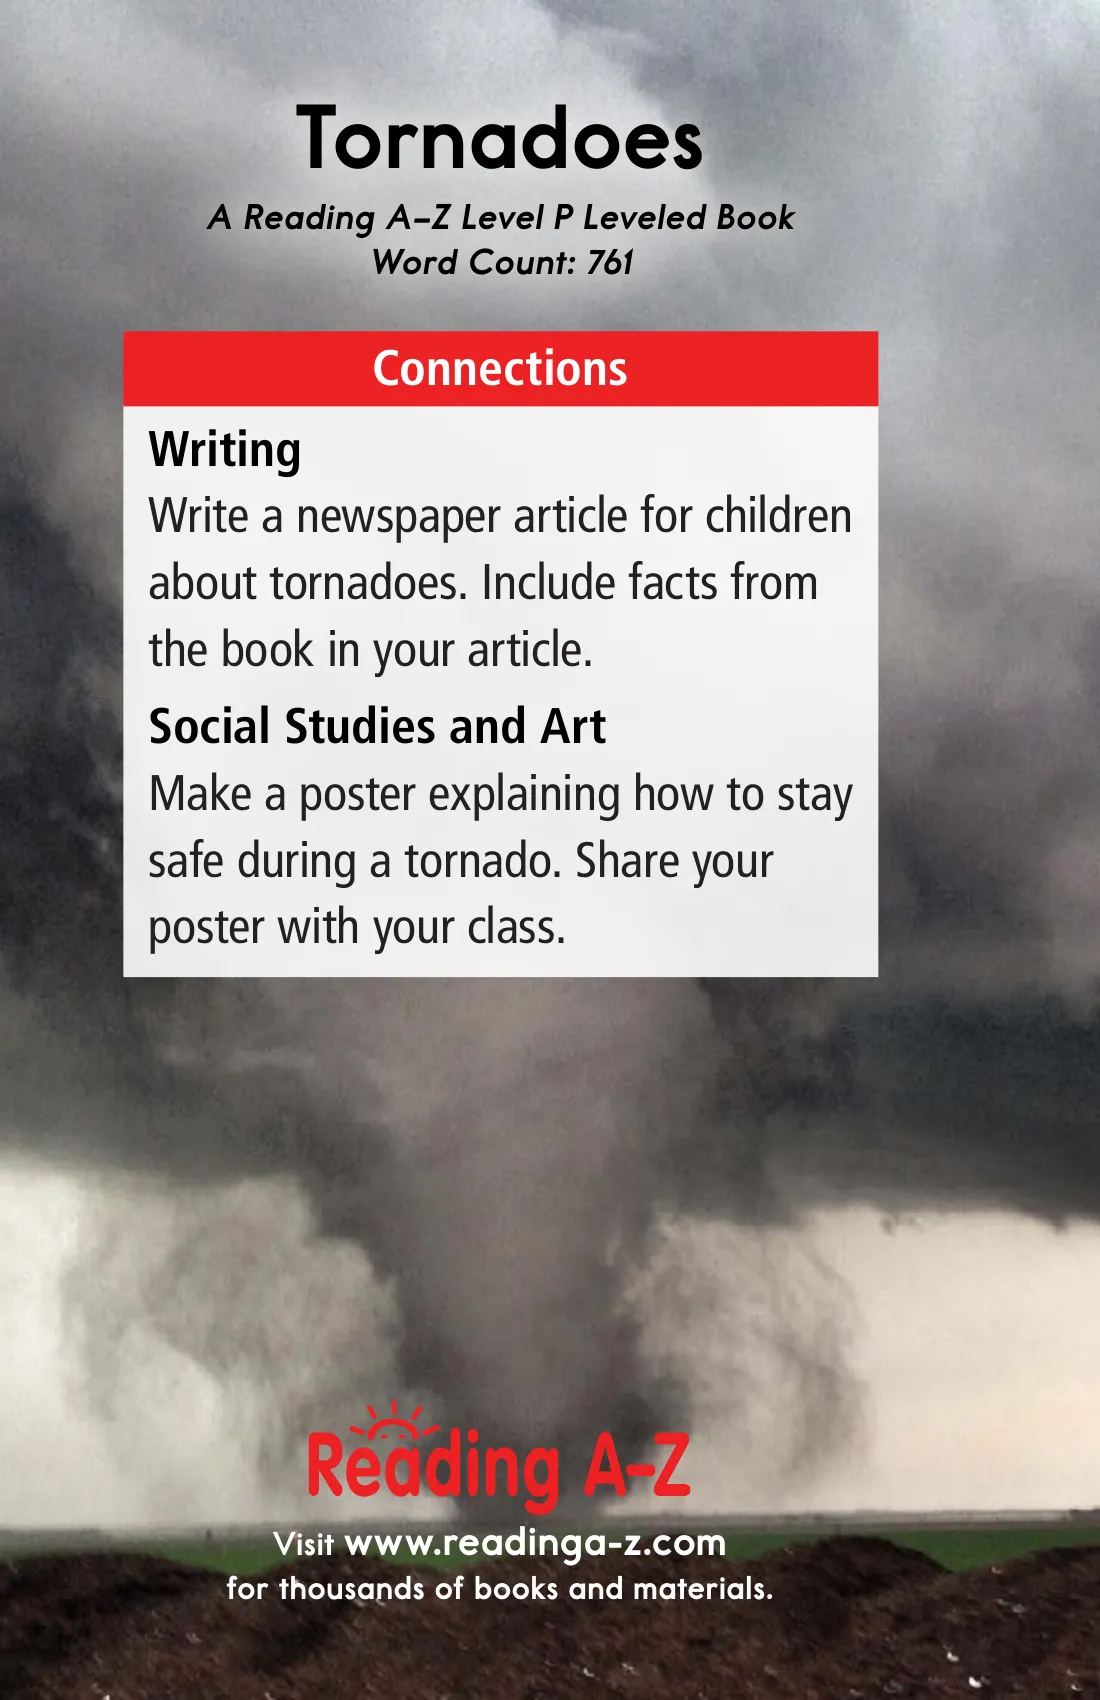 Tornadoes
A Reading A–Z Level P Leveled Book
Word Count: 761
Connections
Writing
Write a newspaper article for children
about tornadoes. Include facts from
the book in your article.
Social Studies and Art
Make a poster explaining how to stay
safe during a tornado. Share your
poster with your class.
Reading A-Z
Visit www.readinga-z.com
for thousands of books and materials.